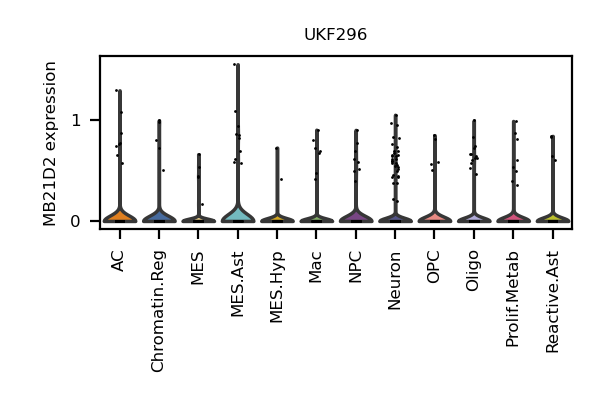 UKF296
MB21D2 expression
1
0
AC
Chromatin.Reg
MES
MES.Ast
MES.Hyp
Mac
NPC
Neuron
OPC
Oligo
Prolif.Metab
Reactive.Ast